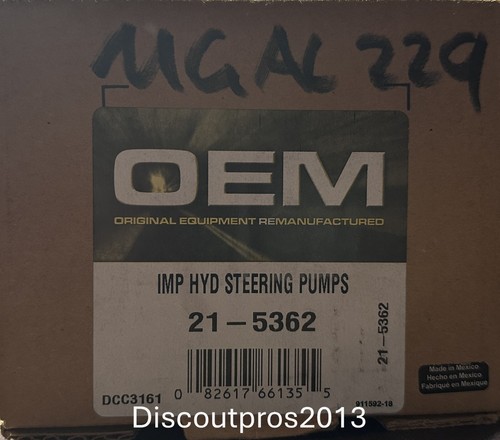 MGAL 229
OEM
ORIGINAL EQUIPMENT REMANUFACTURED
IMP HYD STEERING PUMPS
21-5362
21-5362
DCC3161
0 82617 66135 5
911592-18
Made in Mexico
Hecho en México
Fabriqué en Mexique
Discoutpros2013